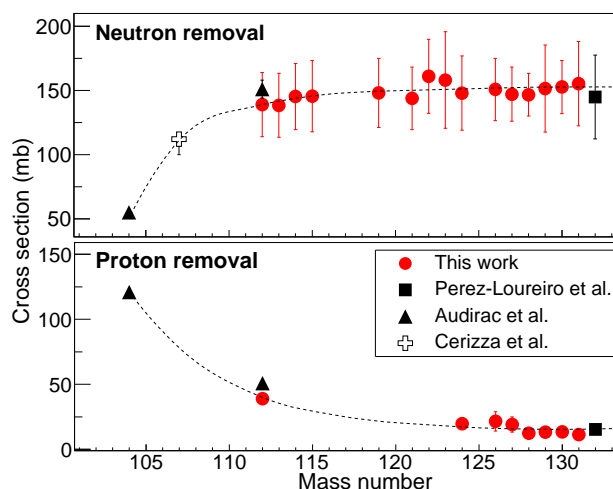 Neutron removal
200
150
100
50
Cross section (mb)
Proton removal
150
100
50
0
This work
Perez-Loureiro et al.
Audirac et al.
Cerizza et al.
105 110 115 120 125 130
Mass number